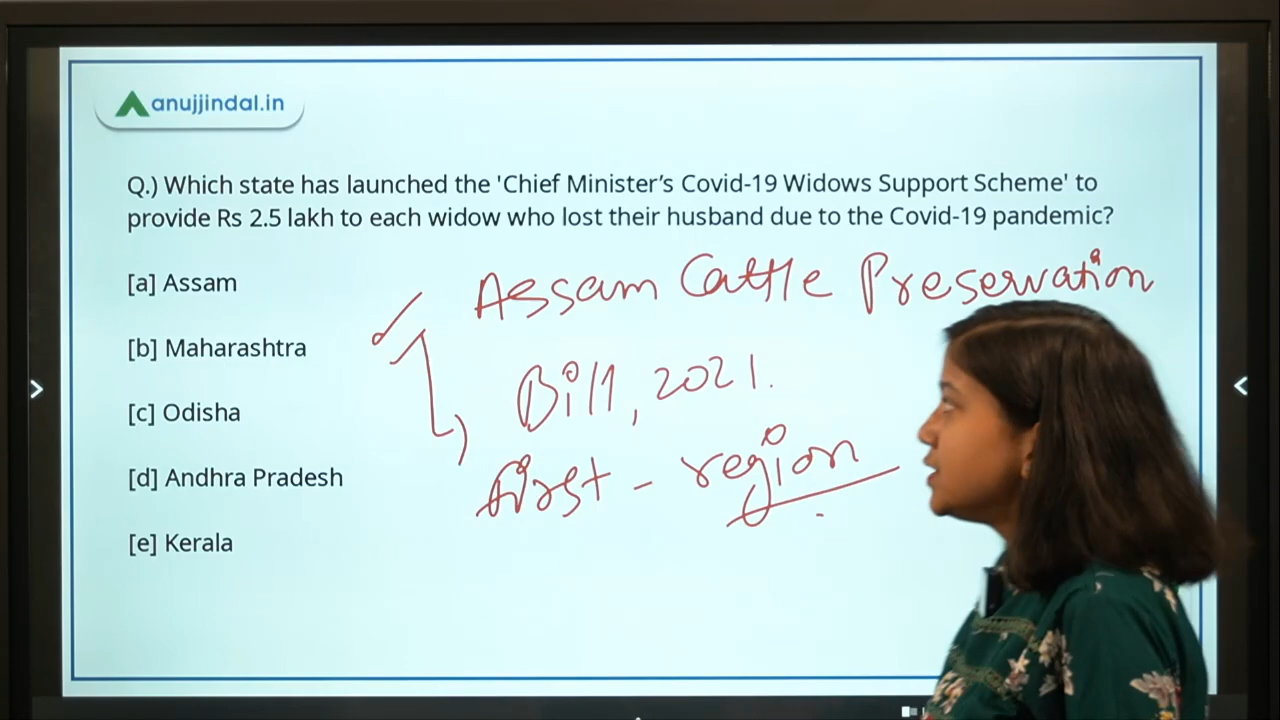 anujjindal.in
Q.) Which state has launched the 'Chief Minister’s Covid-19 Widows Support Scheme' to
provide Rs 2.5 lakh to each widow who lost their husband due to the Covid-19 pandemic?
[a] Assam
Assam Cattle Preservation
[b] Maharashtra
Bill, 2021.
[c] Odisha
first - region
[d] Andhra Pradesh
[e] Kerala